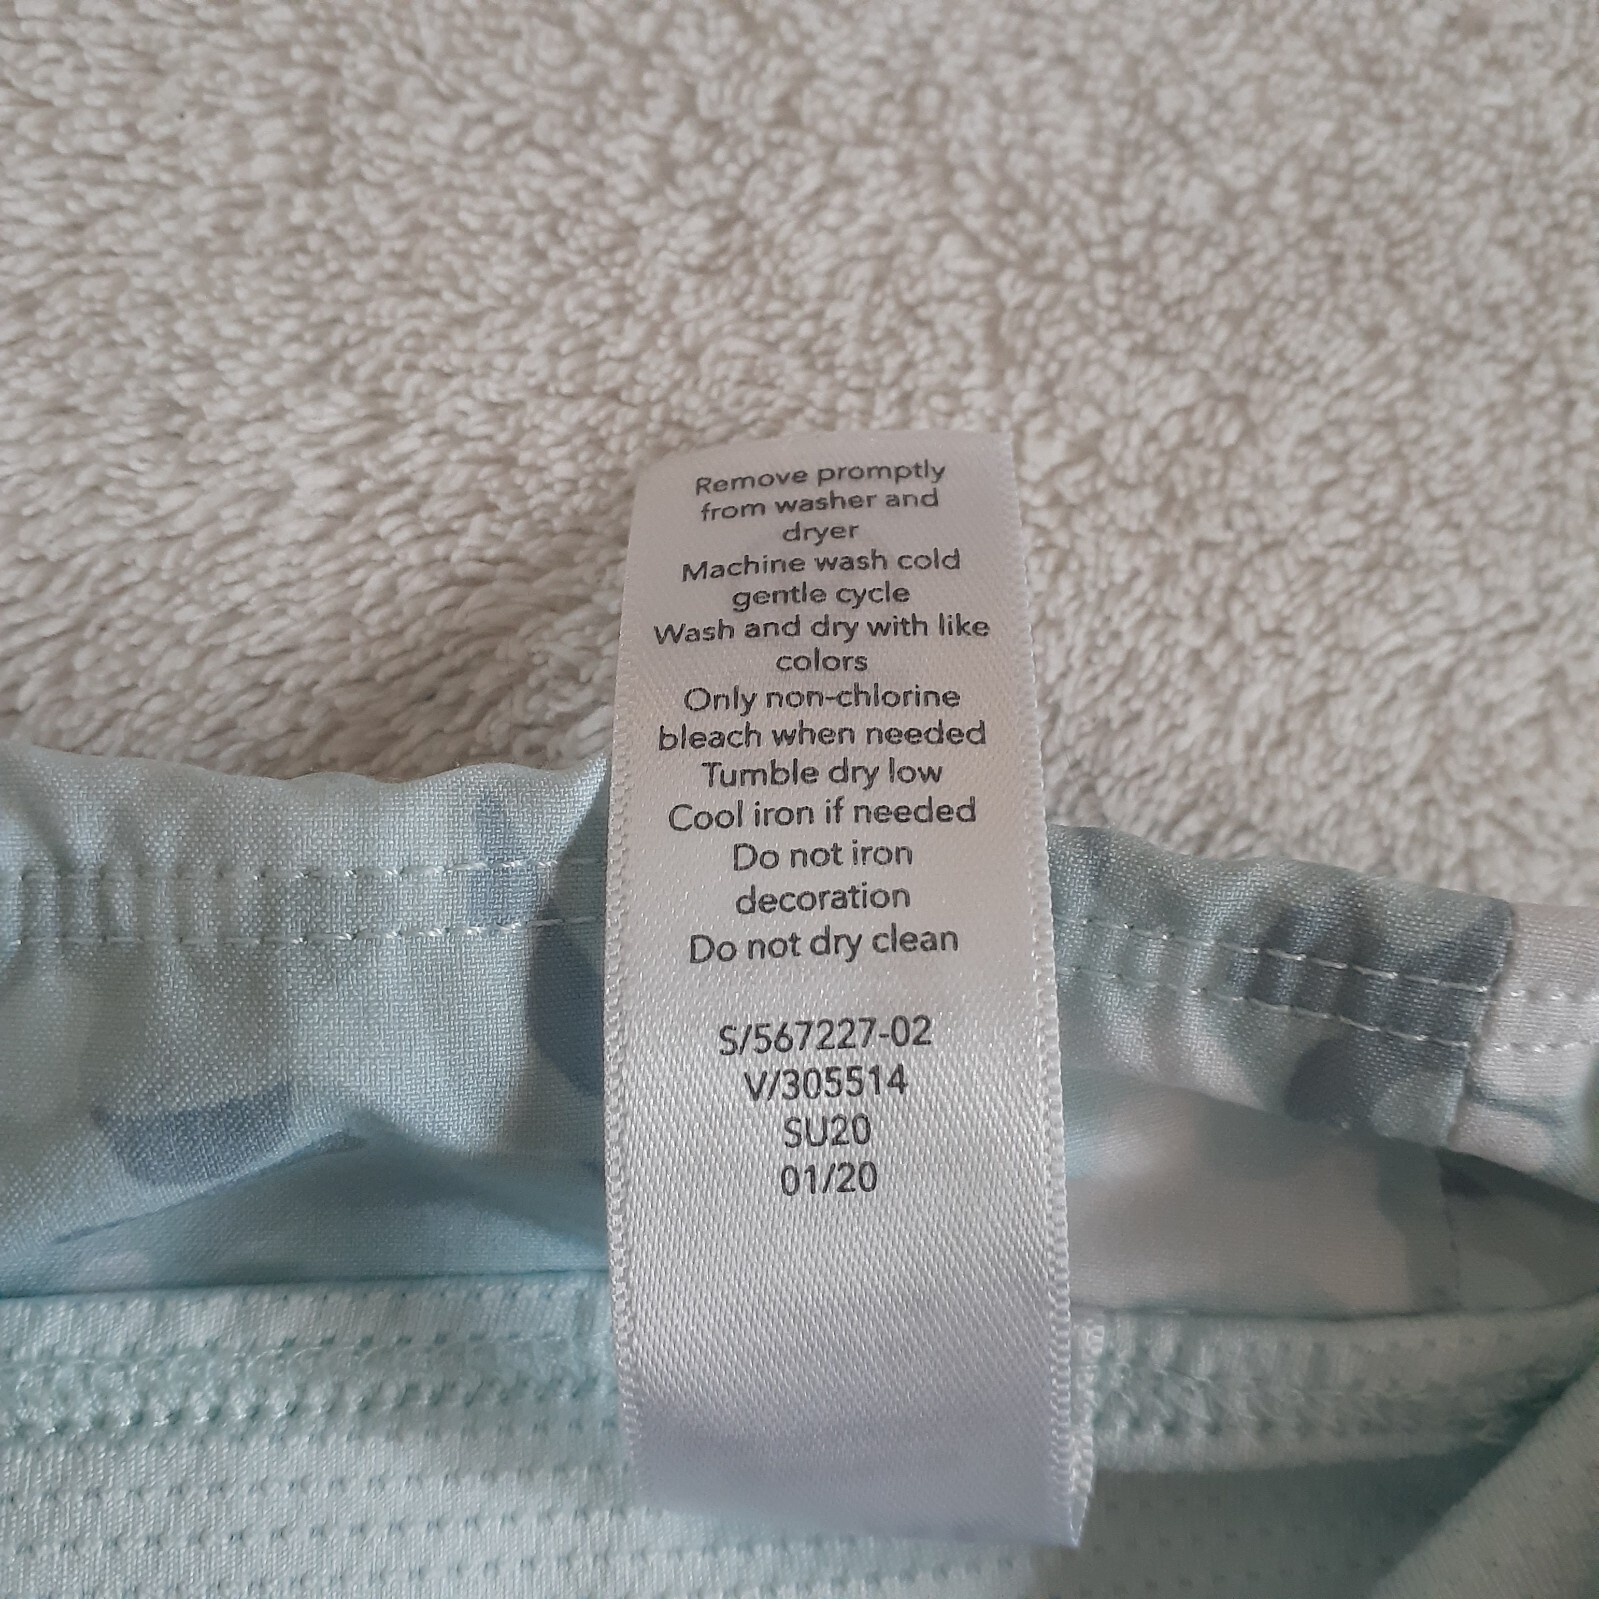 Remove promptly
from washer and
dryer
Machine wash cold
gentle cycle
Wash and dry with like
colors
Only non-chlorine
bleach when needed
Tumble dry low
Cool iron if needed
Do not iron
decoration
Do not dry clean
S/567227-02
V/305514
SU20
01/20